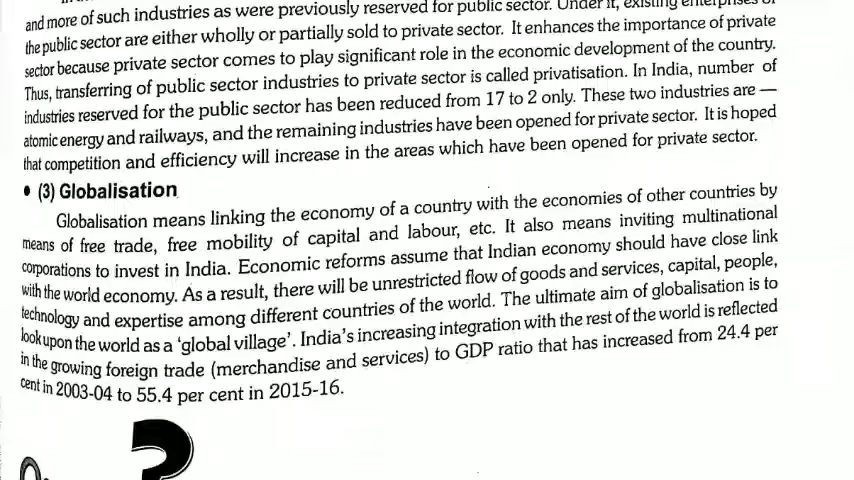 and more of such industries as were previously reserved for public sector. Under it, existing enterprises of
the public sector are either wholly or partially sold to private sector. It enhances the importance of private
sector because private sector comes to play significant role in the economic development of the country.
Thus, transferring of public sector industries to private sector is called privatisation. In India, number of
industries reserved for the public sector has been reduced from 17 to 2 only. These two industries are —
atomic energy and railways, and the remaining industries have been opened for private sector. It is hoped
that competition and efficiency will increase in the areas which have been opened for private sector.
• (3) Globalisation
Globalisation means linking the economy of a country with the economies of other countries by
means of free trade, free mobility of capital and labour, etc. It also means inviting multinational
corporations to invest in India. Economic reforms assume that Indian economy should have close link
with the world economy. As a result, there will be unrestricted flow of goods and services, capital, people,
technology and expertise among different countries of the world. The ultimate aim of globalisation is to
look upon the world as a 'global village'. India's increasing integration with the rest of the world is reflected
in the growing foreign trade (merchandise and services) to GDP ratio that has increased from 24.4 per
cent in 2003-04 to 55.4 per cent in 2015-16.
?